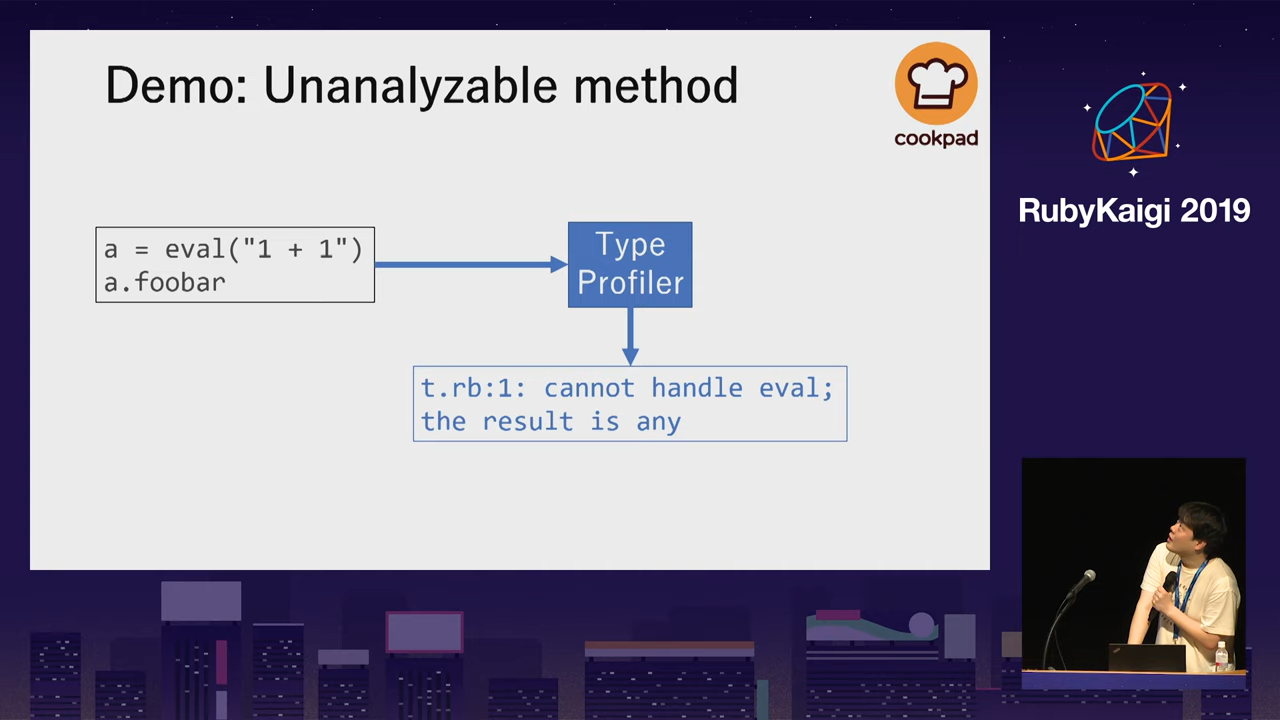 Demo: Unanalyzable method
cookpad
RubyKaigi 2019
a = eval("1 + 1")
a.foobar
Type
Profiler
t.rb:1: cannot handle eval;
the result is any